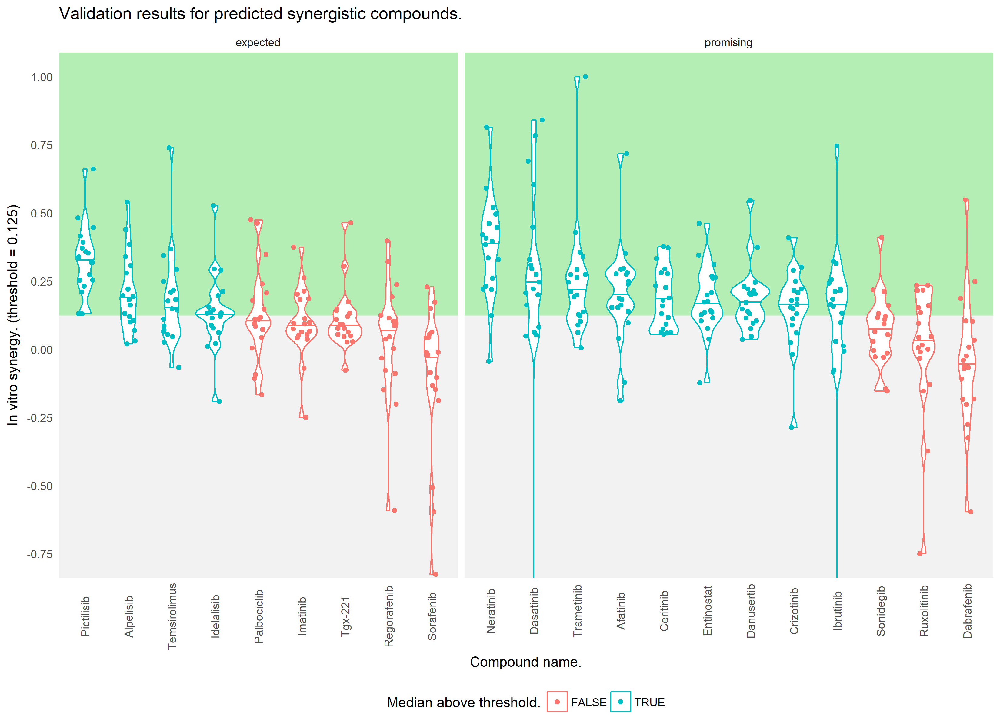 Validation results for predicted synergistic compounds.
expected
promising
In vitro synergy. (threshold = 0.125)
1.00
0.75
0.50
0.25
0.00
-0.25
-0.50
-0.75
Pictilisib
Alpelisib
Temsirolimus
Idelalisib
Palbociclib
Imatinib
Tgx-221
Regorafenib
Sorafenib
Neratinib
Dasatinib
Trametinib
Afatinib
Ceritinib
Entinostat
Danusertib
Crizotinib
Ibrutinib
Sonidegib
Ruxolitinib
Dabrafenib
Compound name.
Median above threshold. FALSE TRUE